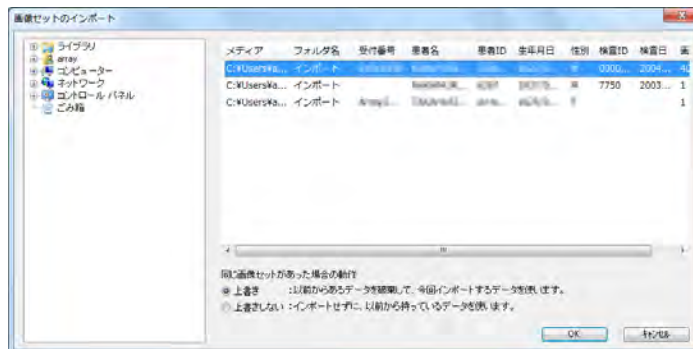 画像セットのインポート
ライブラリ
array
コンピューター
ネットワーク
コントロール パネル
ごみ箱
メディア フォルダ名 受付番号 患者名 患者ID 生年月日 性別 検査ID 検査日 画
C:¥Users¥a... インポート 0000... 2004... 40
C:¥Users¥a... インポート 7750 2003... 1
C:¥Users¥a... インポート 1
同じ画像セットがあった場合の動作
上書き :以前からあるデータを破棄して、今回インポートするデータを使います。
上書きしない :インポートせずに、以前から持っているデータを使います。
OK キャンセル